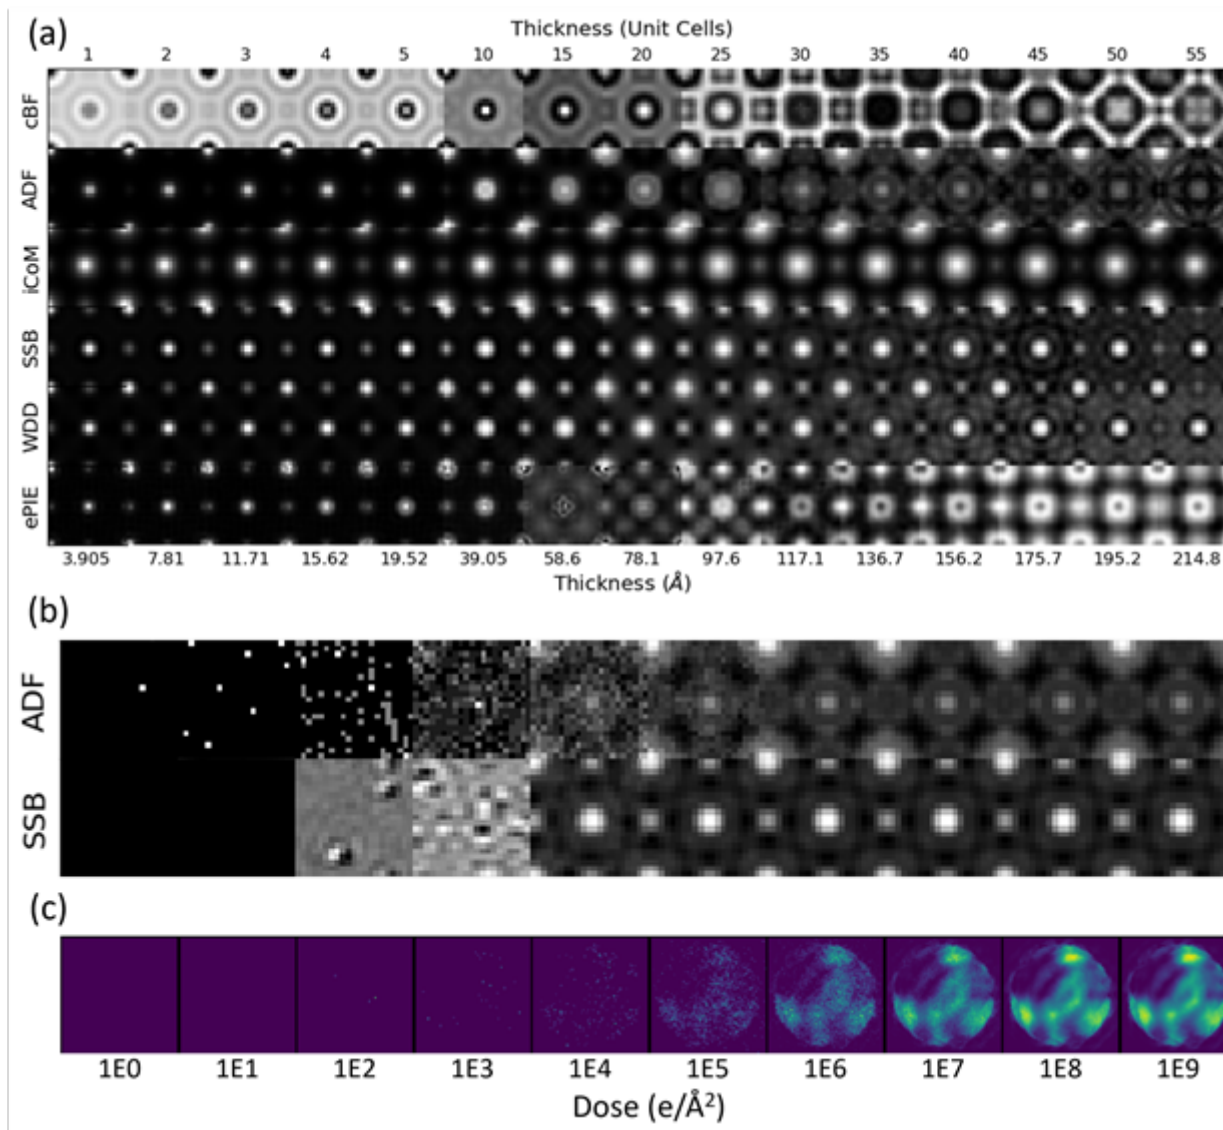 (a)
Thickness (Unit Cells)
1 2 3 4 5 10 15 20 25 30 35 40 45 50 55
cBF
ADF
iCoM
SSB
WDD
ePIE
3.905 7.81 11.71 15.62 19.52 39.05 58.6 78.1 97.6 117.1 136.7 156.2 175.7 195.2 214.8
Thickness (Å)
(b)
ADF
SSB
(c)
1E0 1E1 1E2 1E3 1E4 1E5 1E6 1E7 1E8 1E9
Dose (e/Å²)